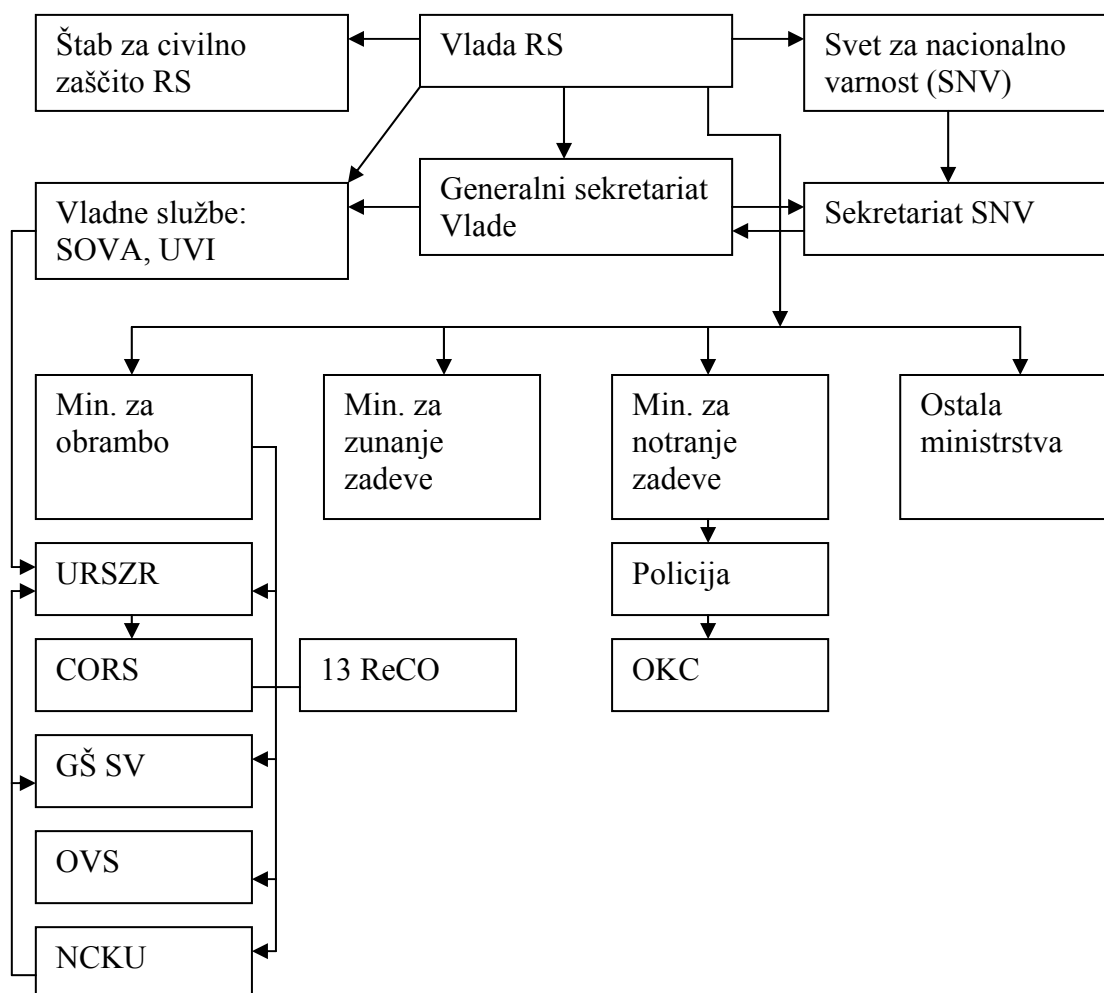 Štab za civilno
zaščito RS
Vlada RS
Svet za nacionalno
varnost (SNV)
Vladne službe:
SOVA, UVI
Generalni sekretariat
Vlade
Sekretariat SNV
Min. za
obrambo
Min. za
zunanje
zadeve
Min. za
notranje
zadeve
Ostala
ministrstva
URSZR
Policija
CORS
13 ReCO
OKC
GŠ SV
OVS
NCKU